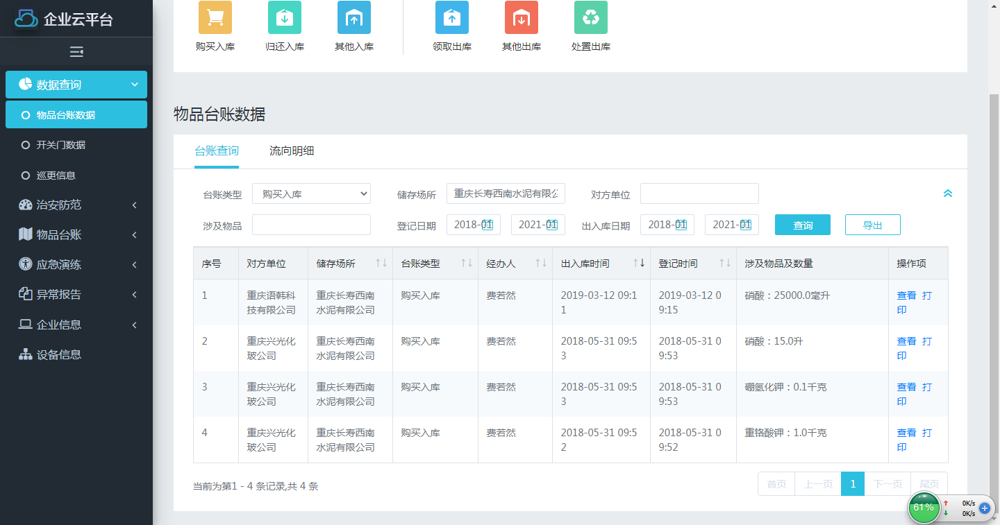 企业云平台
购买入库 归还入库 其他入库 领取出库 其他出库 处置出库
数据查询
物品台账数据
开关门数据
巡更信息
治安防范
物品台账
应急演练
异常报告
企业信息
设备信息
物品台账数据
台账查询 流向明细
台账类型 购买入库 储存场所 重庆长寿西南水泥有限公 对方单位
涉及物品 登记日期 2018-01 2021-01 出入库日期 2018-01 2021-01 查询 导出
序号 对方单位 储存场所 ↑↓ 台账类型 ↑↓ 经办人 ↑↓ 出入库时间 ↑↓ 登记时间 ↑↓ 涉及物品及数量 操作项
1 重庆语韩科 重庆长寿西南 购买入库 费若然 2019-03-12 09:1 2019-03-12 0 硝酸：25000.0毫升 查看 打
技有限公司 水泥有限公司 1 9:15 印
2 重庆兴光化 重庆长寿西南 购买入库 费若然 2018-05-31 09:5 2018-05-31 0 硝酸：15.0升 查看 打
玻公司 水泥有限公司 3 9:53 印
3 重庆兴光化 重庆长寿西南 购买入库 费若然 2018-05-31 09:5 2018-05-31 0 硼氢化钾：0.1千克 查看 打
玻公司 水泥有限公司 3 9:53 印
4 重庆兴光化 重庆长寿西南 购买入库 费若然 2018-05-31 09:5 2018-05-31 0 重铬酸钾：1.0千克 查看 打
玻公司 水泥有限公司 2 9:52 印
当前为第1 - 4 条记录,共 4 条 首页 上一页 1 下一页 尾页
61% ↑ 0K/s
↓ 0K/s